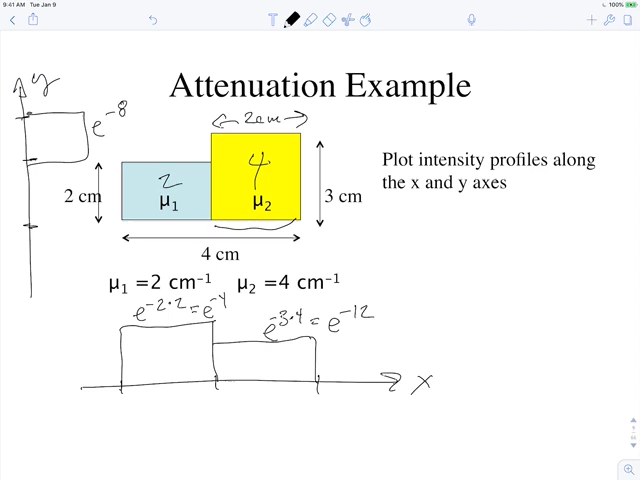 9:41 AM Tue Jan 9
100%
Attenuation Example
y
e^-8
2cm
2
4
μ₁
μ₂
2 cm
3 cm
4 cm
Plot intensity profiles along
the x and y axes
μ₁ =2 cm⁻¹ μ₂ =4 cm⁻¹
e^-2·2 = e^-4
e^-3·4 = e^-12
x